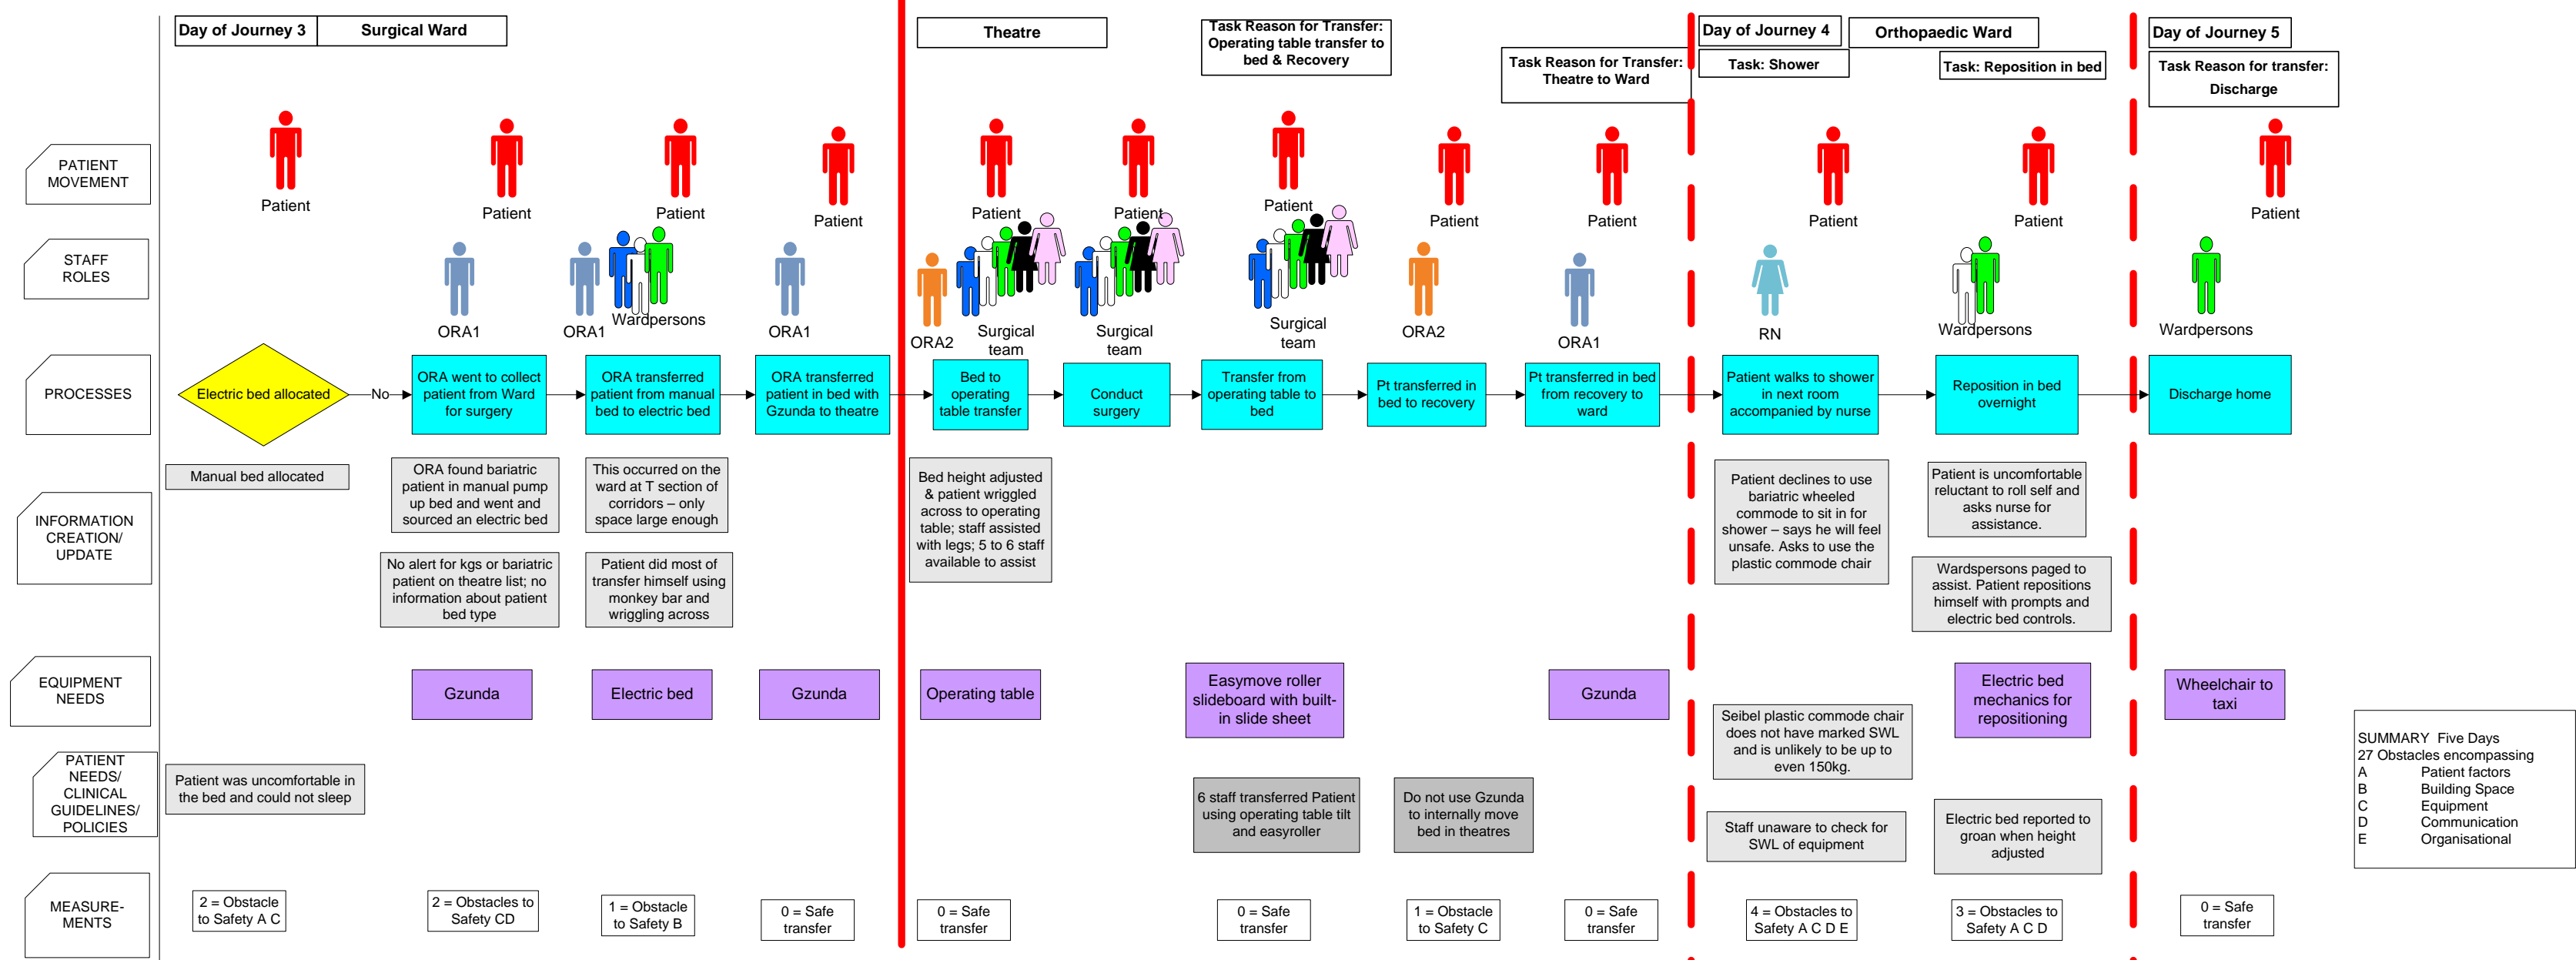 Day of Journey 3
Surgical Ward
Theatre
Task Reason for Transfer:
Operating table transfer to
bed & Recovery
Task Reason for Transfer:
Theatre to Ward
Day of Journey 4
Orthopaedic Ward
Task: Shower
Task: Reposition in bed
Day of Journey 5
Task Reason for transfer:
Discharge
PATIENT
MOVEMENT
Patient
Patient
Patient
Patient
Patient
Patient
Patient
Patient
Patient
Patient
Patient
Patient
STAFF
ROLES
ORA1
ORA1
Wardpersons
ORA1
ORA2
Surgical
team
Surgical
team
Surgical
team
ORA2
ORA1
RN
Wardpersons
Wardpersons
PROCESSES
Electric bed allocated
No
ORA went to collect
patient from Ward
for surgery
ORA transferred
patient from manual
bed to electric bed
ORA transferred
patient in bed with
Gzunda to theatre
Bed to
operating
table transfer
Conduct
surgery
Transfer from
operating table to
bed
Pt transferred in
bed to recovery
Pt transferred in bed
from recovery to
ward
Patient walks to shower
in next room
accompanied by nurse
Reposition in bed
overnight
Discharge home
INFORMATION
CREATION/
UPDATE
Manual bed allocated
ORA found bariatric
patient in manual pump
up bed and went and
sourced an electric bed
No alert for kgs or bariatric
patient on theatre list; no
information about patient
bed type
This occurred on the
ward at T section of
corridors – only
space large enough
Patient did most of
transfer himself using
monkey bar and
wriggling across
Bed height adjusted
& patient wriggled
across to operating
table; staff assisted
with legs; 5 to 6 staff
available to assist
Patient declines to use
bariatric wheeled
commode to sit in for
shower – says he will feel
unsafe. Asks to use the
plastic commode chair
Patient is uncomfortable
reluctant to roll self and
asks nurse for
assistance.
Wardspersons paged to
assist. Patient repositions
himself with prompts and
electric bed controls.
EQUIPMENT
NEEDS
Gzunda
Electric bed
Gzunda
Operating table
Easymove roller
slideboard with built-
in slide sheet
Gzunda
Seibel plastic commode chair
does not have marked SWL
and is unlikely to be up to
even 150kg.
Electric bed
mechanics for
repositioning
Wheelchair to
taxi
PATIENT
NEEDS/
CLINICAL
GUIDELINES/
POLICIES
Patient was uncomfortable in
the bed and could not sleep
6 staff transferred Patient
using operating table tilt
and easyroller
Do not use Gzunda
to internally move
bed in theatres
Staff unaware to check for
SWL of equipment
Electric bed reported to
groan when height
adjusted
MEASURE-
MENTS
2 = Obstacle
to Safety A C
2 = Obstacles to
Safety CD
1 = Obstacle
to Safety B
0 = Safe
transfer
0 = Safe
transfer
0 = Safe
transfer
1 = Obstacle
to Safety C
0 = Safe
transfer
4 = Obstacles to
Safety A C D E
3 = Obstacles to
Safety A C D
0 = Safe
transfer
SUMMARY Five Days
27 Obstacles encompassing
A Patient factors
B Building Space
C Equipment
D Communication
E Organisational